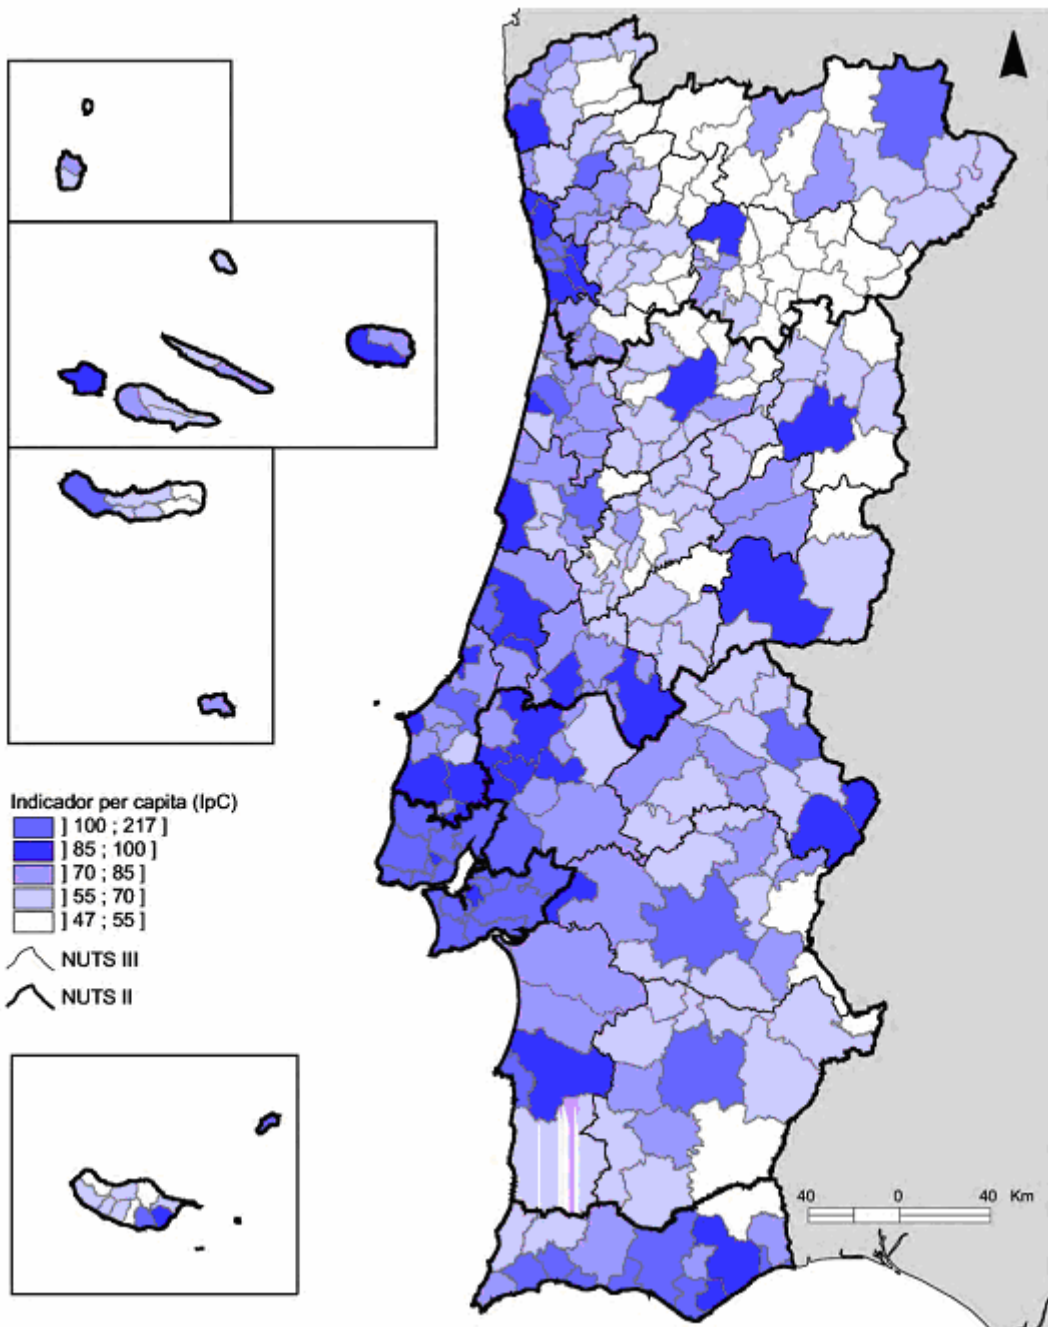 Indicador per capita (IpC)
] 100 ; 217 ]
] 85 ; 100 ]
] 70 ; 85 ]
] 55 ; 70 ]
] 47 ; 55 ]
NUTS III
NUTS II
40 0 40 Km